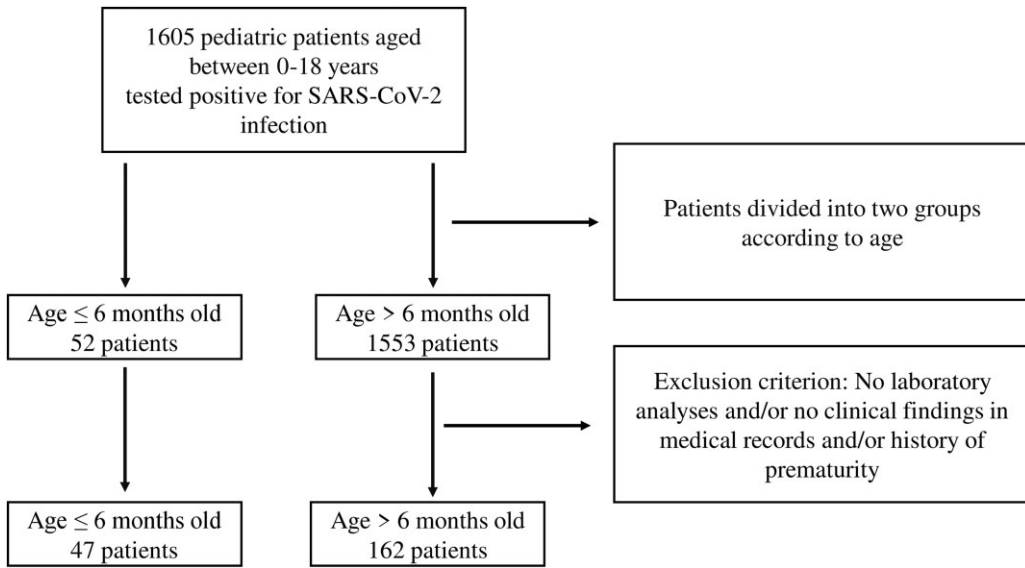 1605 pediatric patients aged
between 0-18 years
tested positive for SARS-CoV-2
infection
Patients divided into two groups
according to age
Age ≤ 6 months old
52 patients
Age > 6 months old
1553 patients
Exclusion criterion: No laboratory
analyses and/or no clinical findings in
medical records and/or history of
prematurity
Age ≤ 6 months old
47 patients
Age > 6 months old
162 patients